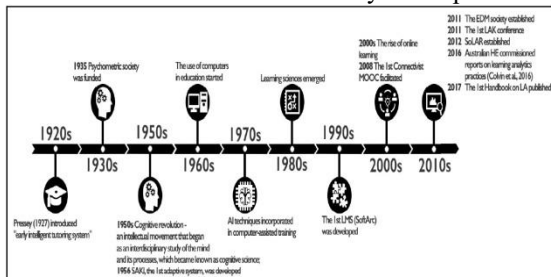 1935 Psychometric society
was funded
The use of computers
in education started
Learning sciences emerged
2000s The rise of online
learning
2008 The 1st Connectivist
MOOC facilitated
2011 The EDM society established
2011 The 1st LAK conference
2012 SoLAR established
2016 Australian HE commissioned
reports on learning analytics
practices (Colvin et al., 2016)
2017 The 1st Handbook on LA published
1920s
1930s
1950s
1960s
1970s
1980s
1990s
2000s
2010s
Pressey (1927) introduced
"early intelligent tutoring system"
1950s Cognitive revolution -
an intellectual movement that began
as an interdisciplinary study of the mind
and its processes, which became known as cognitive science;
1956 SAKI, the 1st adaptive system, was developed
AI techniques incorporated
in computer-assisted training
The 1st LMS (SoftArc)
was developed